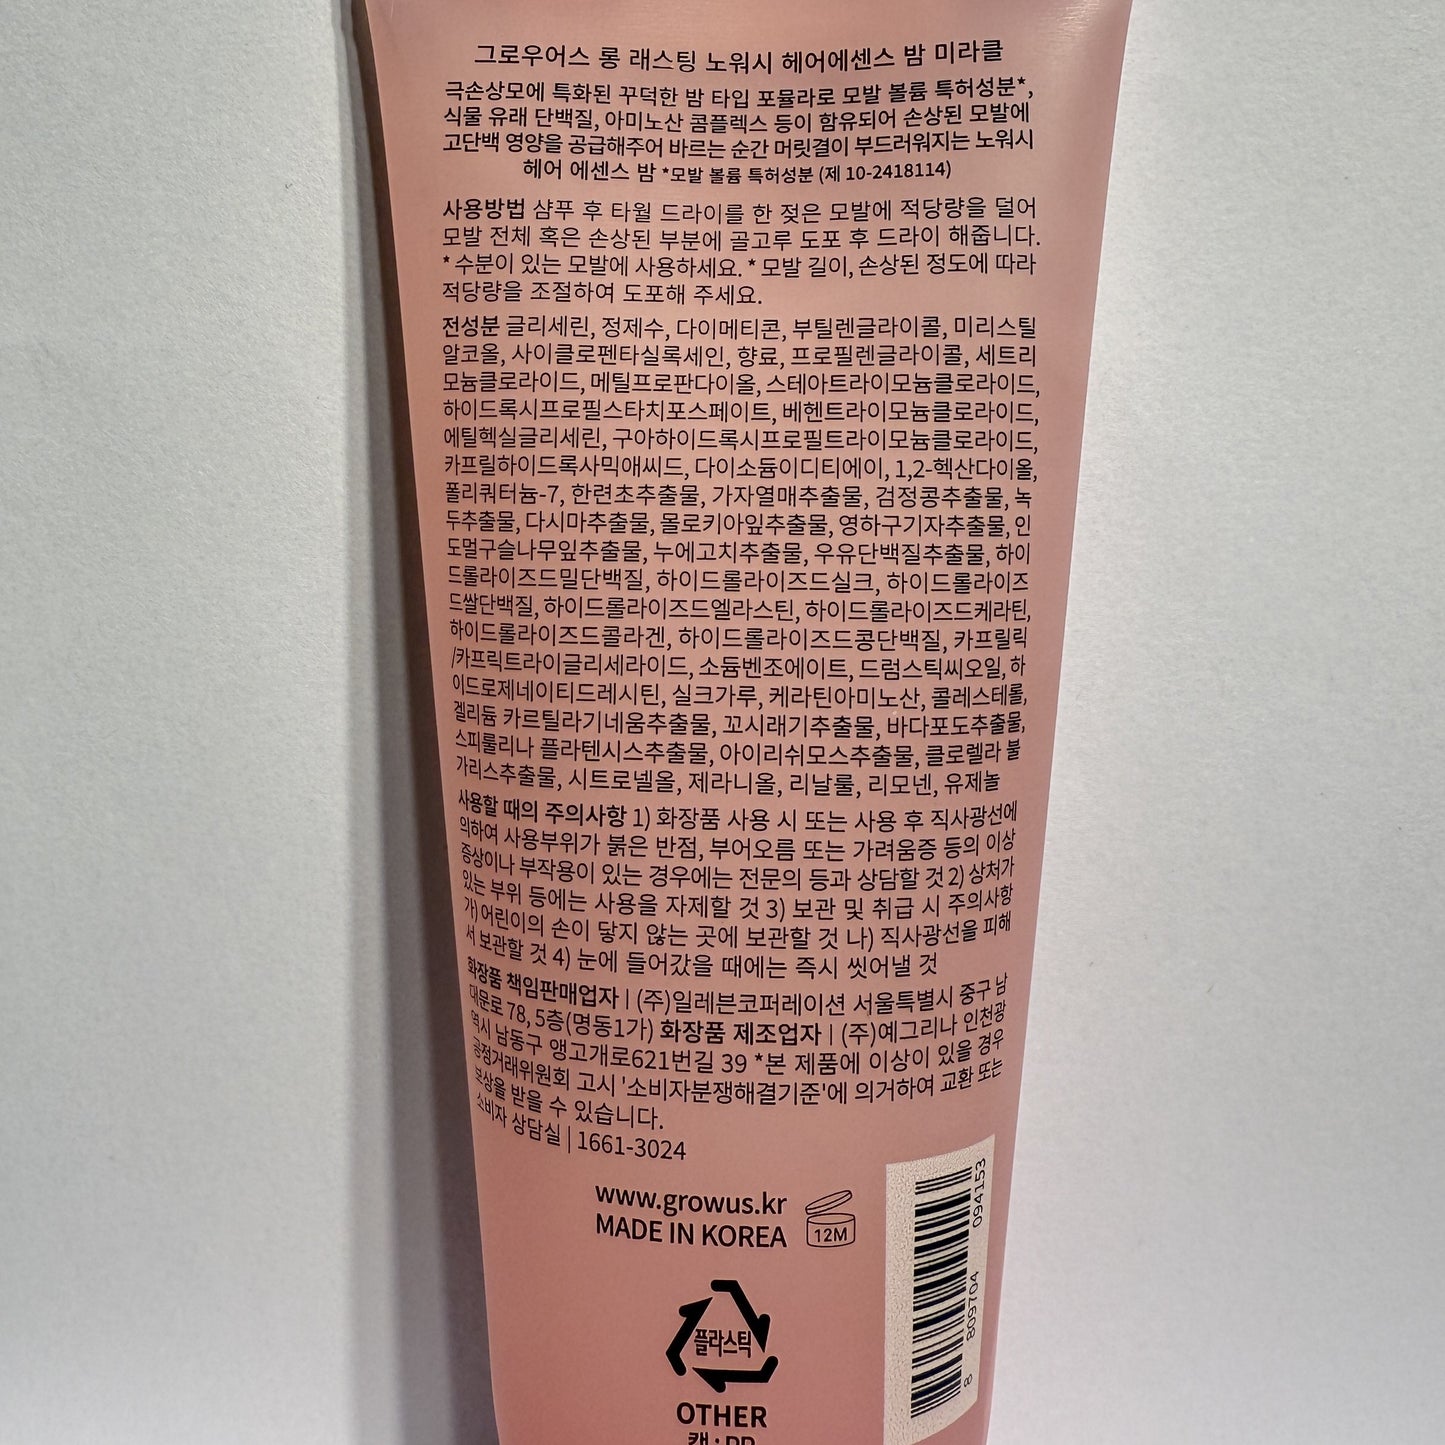 그로우어스 롱 래스팅 노워시 헤어에센스 밤 미라클
극손상모에 특화된 꾸덕한 밤 타입 포뮬라로 모발 볼륨 특허성분*,
식물 유래 단백질, 아미노산 콤플렉스 등이 함유되어 손상된 모발에
고단백 영양을 공급해주어 바르는 순간 머릿결이 부드러워지는 노워시
헤어 에센스 밤 *모발 볼륨 특허성분 (제 10-2418114)
사용방법 샴푸 후 타월 드라이를 한 젖은 모발에 적당량을 덜어
모발 전체 혹은 손상된 부분에 골고루 도포 후 드라이 해줍니다.
* 수분이 있는 모발에 사용하세요. * 모발 길이, 손상된 정도에 따라
적당량을 조절하여 도포해 주세요.
전성분 글리세린, 정제수, 다이메티콘, 부틸렌글라이콜, 미리스틸
알코올, 사이클로펜타실록세인, 향료, 프로필렌글라이콜, 세트리
모늄클로라이드, 메틸프로판다이올, 스테아트라이모늄클로라이드,
하이드록시프로필스타치포스페이트, 베헨트라이모늄클로라이드,
에틸헥실글리세린, 구아하이드록시프로필트라이모늄클로라이드,
카프릴하이드록사믹애씨드, 다이소듐이디티에이, 1,2-헥산다이올,
폴리쿼터늄-7, 한련초추출물, 가자열매추출물, 검정콩추출물, 녹
두추출물, 다시마추출물, 몰로키아잎추출물, 영하구기자추출물, 인
도멀구슬나무잎추출물, 누에고치추출물, 우유단백질추출물, 하이
드롤라이즈드밀단백질, 하이드롤라이즈드실크, 하이드롤라이즈
드쌀단백질, 하이드롤라이즈드엘라스틴, 하이드롤라이즈드케라틴,
하이드롤라이즈드콜라겐, 하이드롤라이즈드콩단백질, 카프릴릭
/카프릭트라이글리세라이드, 소듐벤조에이트, 드럼스틱씨오일, 하
이드로제네이티드레시틴, 실크가루, 케라틴아미노산, 콜레스테롤,
겔리듐 카르틸라기네움추출물, 꼬시래기추출물, 바다포도추출물,
스피룰리나 플라텐시스추출물, 아이리쉬모스추출물, 클로렐라 불
가리스추출물, 시트로넬올, 제라니올, 리날룰, 리모넨, 유제놀
사용할 때의 주의사항 1) 화장품 사용 시 또는 사용 후 직사광선에
의하여 사용부위가 붉은 반점, 부어오름 또는 가려움증 등의 이상
증상이나 부작용이 있는 경우에는 전문의 등과 상담할 것 2) 상처가
있는 부위 등에는 사용을 자제할 것 3) 보관 및 취급 시 주의사항
가) 어린이의 손이 닿지 않는 곳에 보관할 것 나) 직사광선을 피해
서 보관할 것 4) 눈에 들어갔을 때에는 즉시 씻어낼 것
화장품 책임판매업자 | (주)일레븐코퍼레이션 서울특별시 중구 남
대문로 78, 5층(명동1가) 화장품 제조업자 | (주)예그리나 인천광
역시 남동구 앵고개로621번길 39 *본 제품에 이상이 있을 경우
공정거래위원회 고시 '소비자분쟁해결기준'에 의거하여 교환 또는
보상을 받을 수 있습니다.
소비자 상담실 | 1661-3024
www.growus.kr
MADE IN KOREA
12M
플라스틱
OTHER
캡 : PP
8 809704 094153